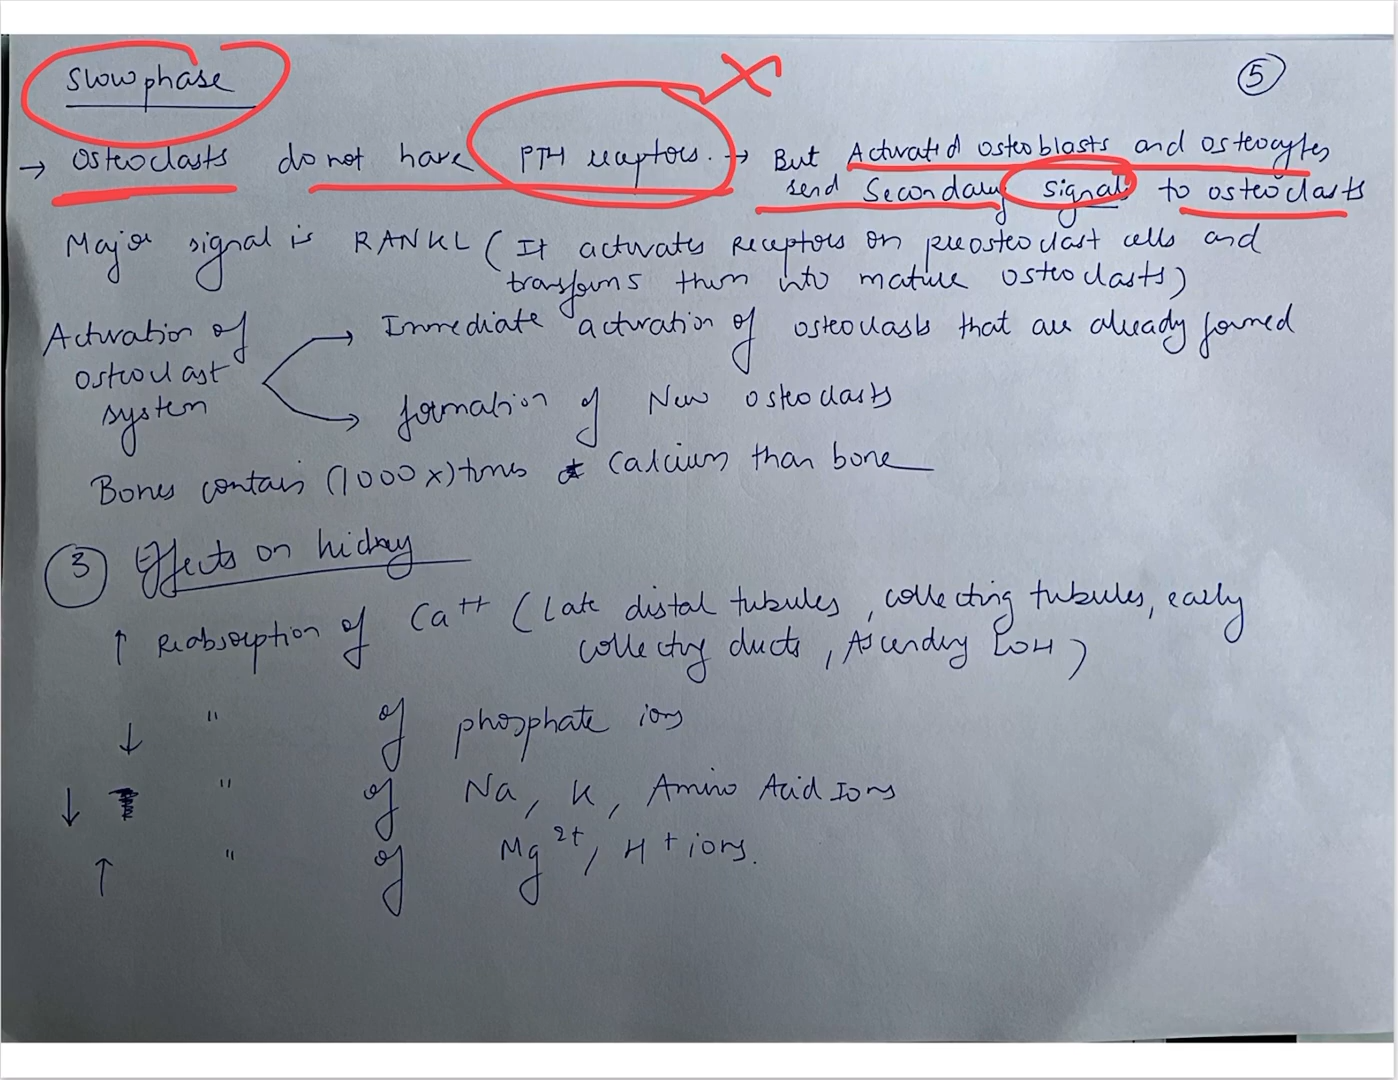 Slow phase
5
→ Osteoclasts do not have PTH receptors. → But Activated osteoblasts and osteocytes
send Secondary signals to osteoclasts
Major signal is RANKL (It activates Receptors on preosteoclast cells and
transforms them into mature osteoclasts)
Activation of → Immediate activation of osteoclasts that are already formed
osteoclast
system → formation of New osteoclasts
Bones contain (1000 x) times Calcium than bone
3 Effects on kidney
↑ Reabsorption of Ca++ (Late distal tubules, collecting tubules, early
collecting ducts, Ascending LOH)
↓ " of phosphate ions
↓ " of Na, K, Amino Acid Ions
↑ " of Mg2+, H+ ions.